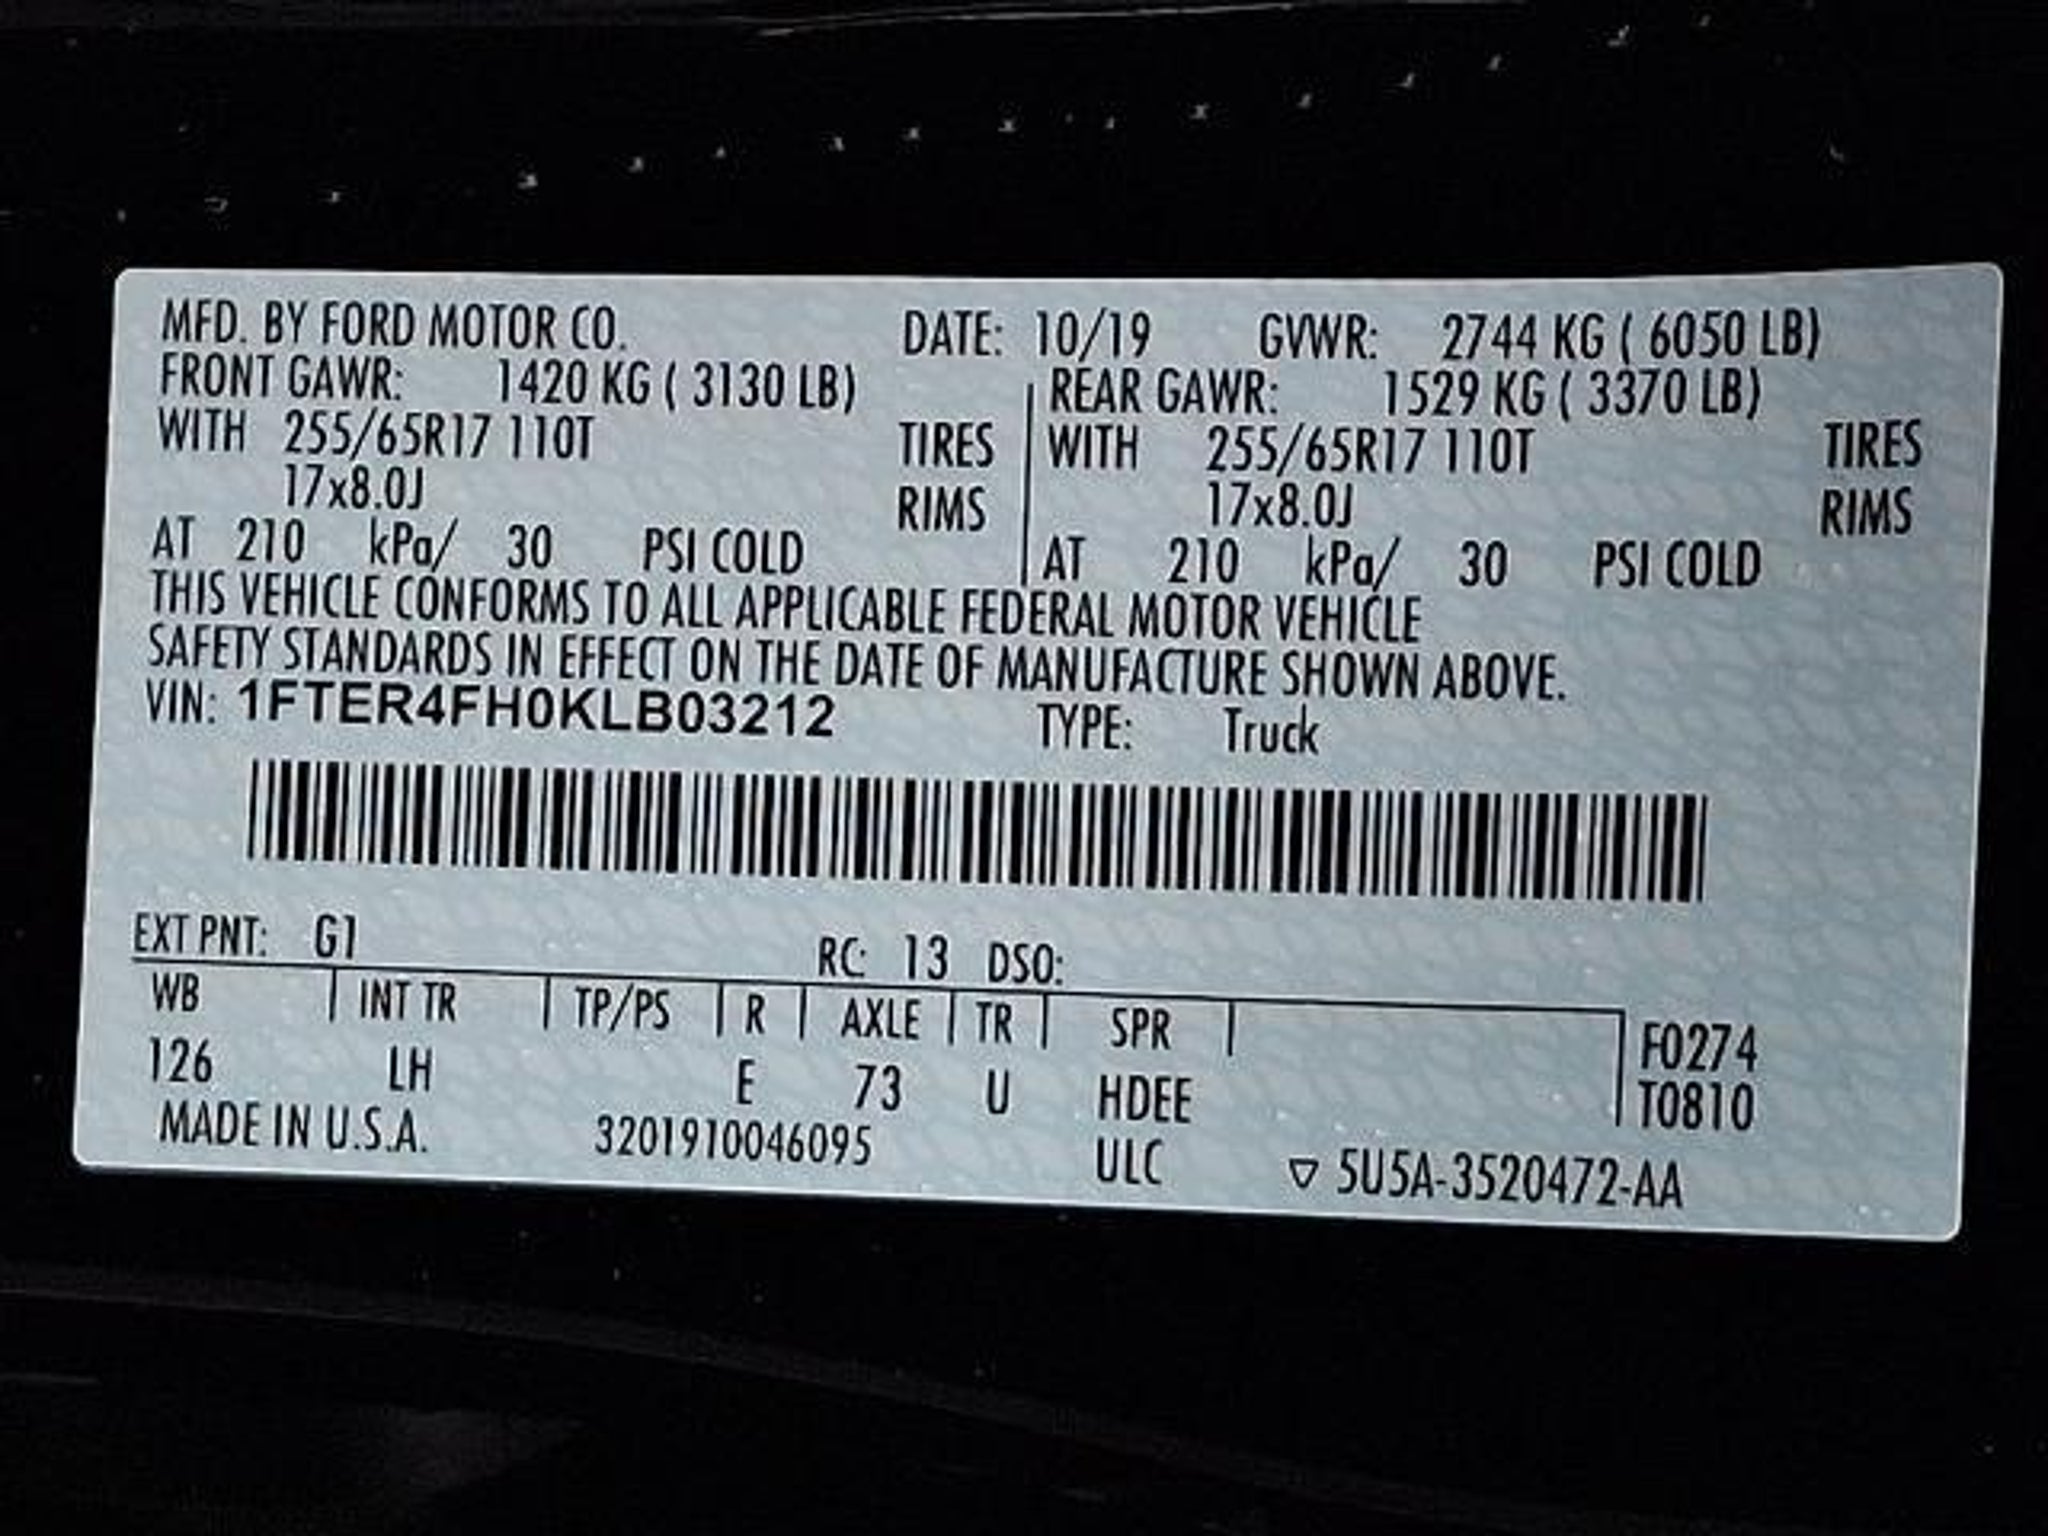 MFD. BY FORD MOTOR CO. DATE: 10/19 GVWR: 2744 KG ( 6050 LB)
FRONT GAWR: 1420 KG ( 3130 LB) REAR GAWR: 1529 KG ( 3370 LB)
WITH 255/65R17 110T TIRES WITH 255/65R17 110T TIRES
17x8.0J RIMS 17x8.0J RIMS
AT 210 kPa/ 30 PSI COLD AT 210 kPa/ 30 PSI COLD
THIS VEHICLE CONFORMS TO ALL APPLICABLE FEDERAL MOTOR VEHICLE
SAFETY STANDARDS IN EFFECT ON THE DATE OF MANUFACTURE SHOWN ABOVE.
VIN: 1FTER4FH0KLB03212 TYPE: Truck
EXT PNT: G1 RC: 13 DSO:
WB INT TR TP/PS R AXLE TR SPR F0274
126 LH E 73 U HDEE T0810
MADE IN U.S.A. 3201910046095 ULC ▽ 5U5A-3520472-AA